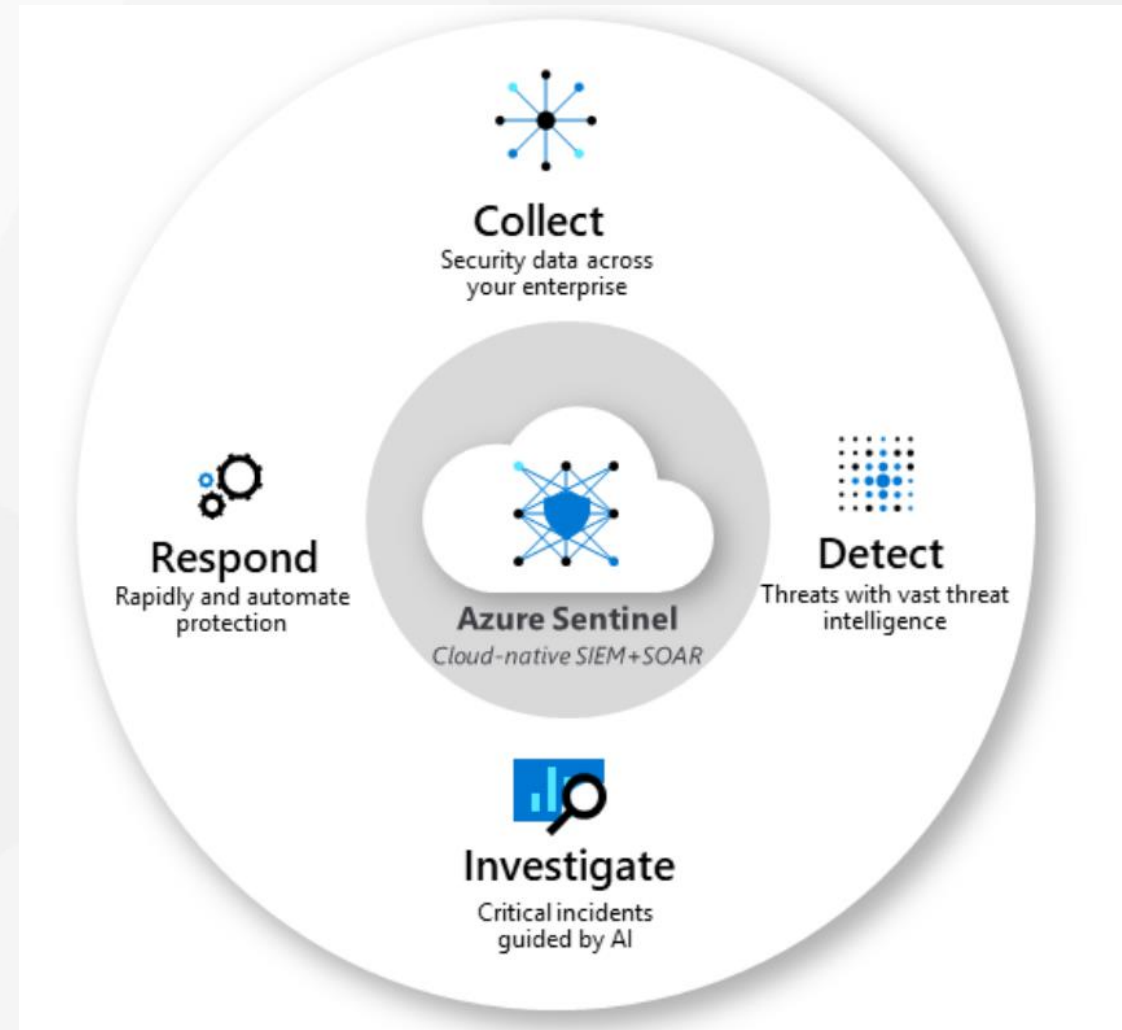 Collect
Security data across
your enterprise
Respond
Rapidly and automate
protection
Azure Sentinel
Cloud-native SIEM+SOAR
Detect
Threats with vast threat
intelligence
Investigate
Critical incidents
guided by AI